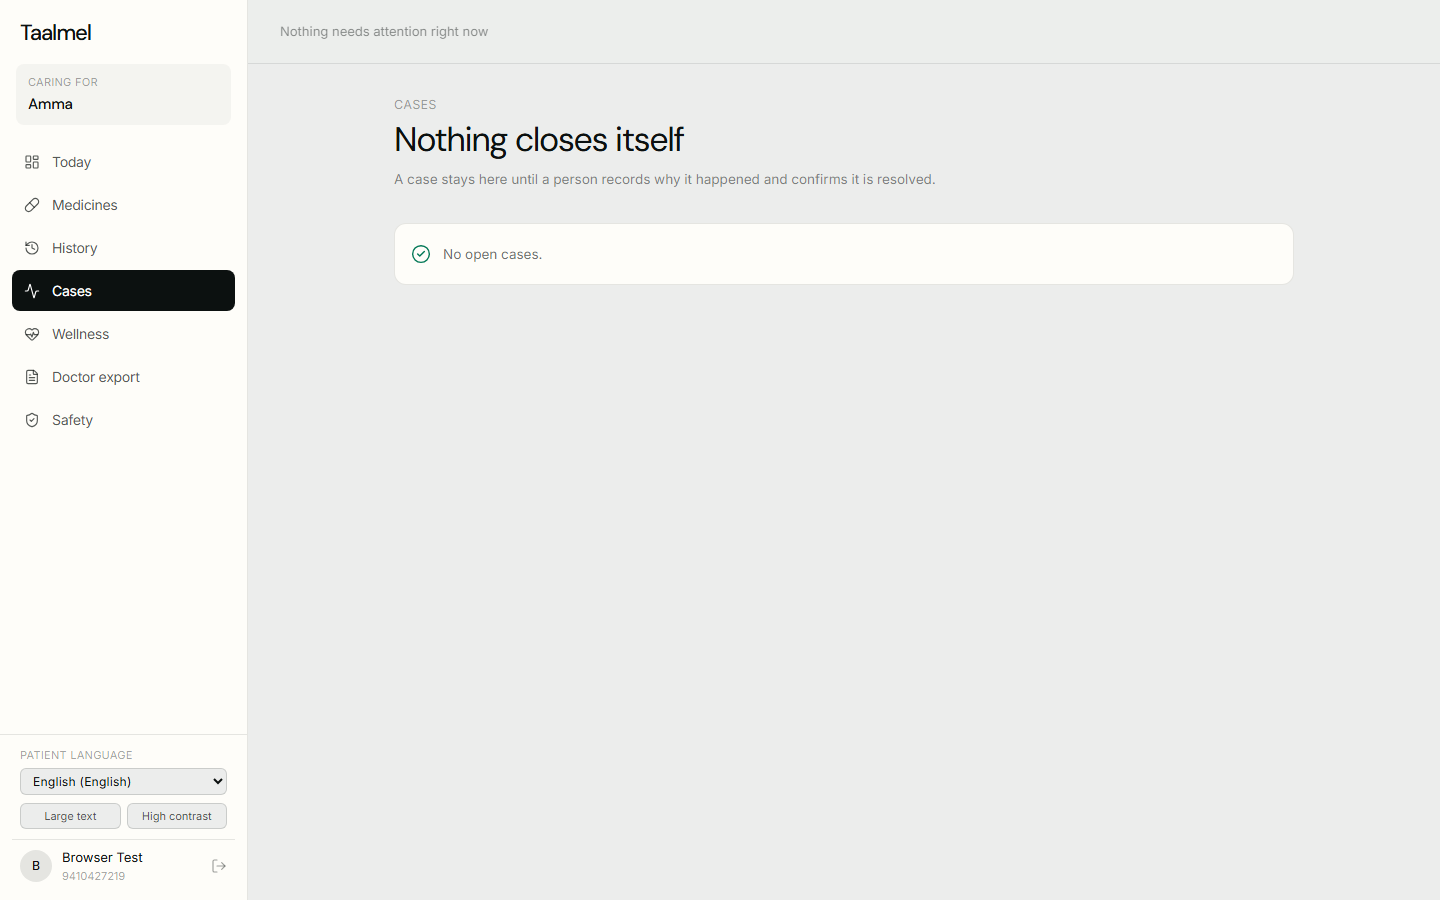 Taalmel
CARING FOR
Amma
Today
Medicines
History
Cases
Wellness
Doctor export
Safety
PATIENT LANGUAGE
English (English)
Large text
High contrast
B
Browser Test
9410427219
Nothing needs attention right now
CASES
Nothing closes itself
A case stays here until a person records why it happened and confirms it is resolved.
No open cases.